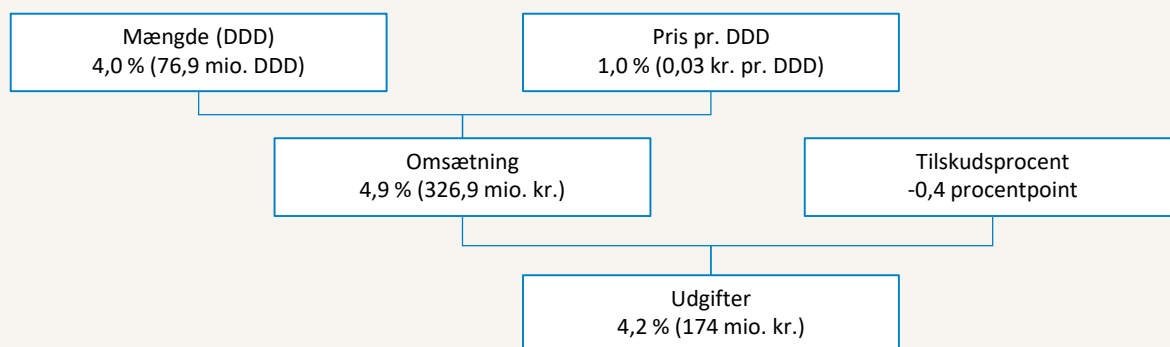 Mængde (DDD)
4,0 % (76,9 mio. DDD)
Pris pr. DDD
1,0 % (0,03 kr. pr. DDD)
Omsætning
4,9 % (326,9 mio. kr.)
Tilskudsprocent
-0,4 procentpoint
Udgifter
4,2 % (174 mio. kr.)